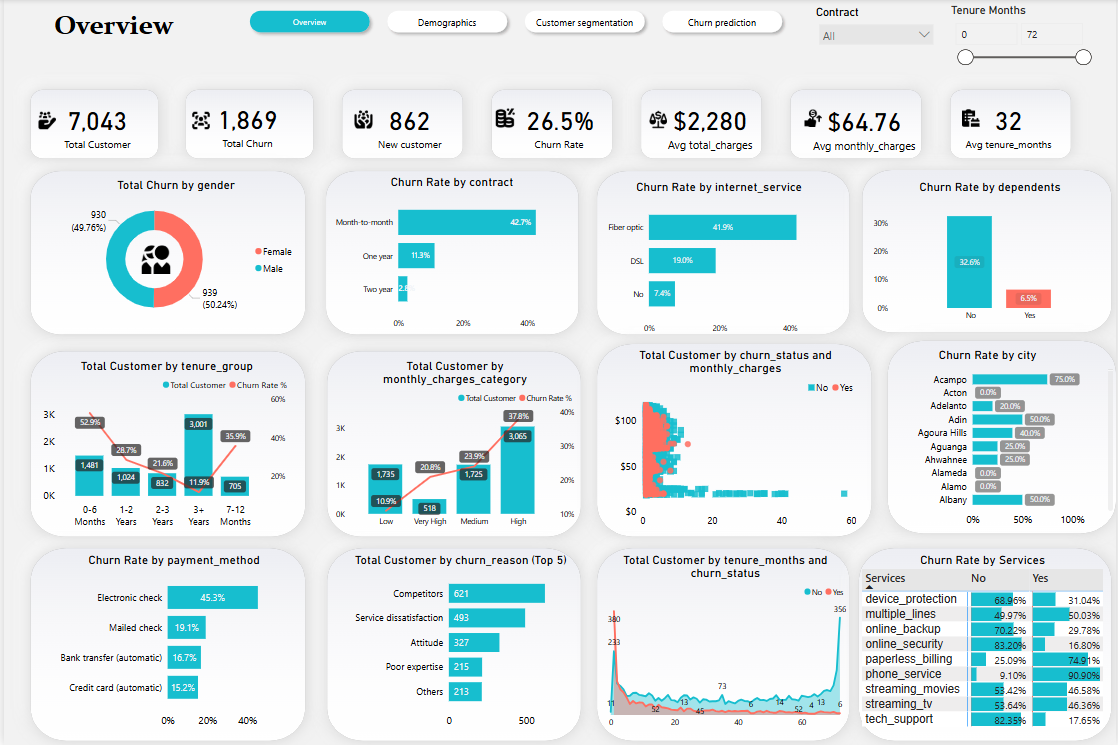 Overview
Overview
Demographics
Customer segmentation
Churn prediction
Contract
All
Tenure Months
0
72
7,043
Total Customer
1,869
Total Churn
862
New customer
26.5%
Churn Rate
$2,280
Avg total_charges
$64.76
Avg monthly_charges
32
Avg tenure_months
Total Churn by gender
930
(49.76%)
939
(50.24%)
Female
Male
Churn Rate by contract
Month-to-month
42.7%
One year
11.3%
Two year
0%
20%
40%
Churn Rate by internet_service
Fiber optic
41.9%
DSL
19.0%
No
7.4%
0%
20%
40%
Churn Rate by dependents
30%
20%
10%
0%
32.6%
6.5%
No
Yes
Total Customer by tenure_group
Total Customer
Churn Rate %
60%
40%
20%
3K
2K
1K
0K
52.9%
28.7%
21.6%
11.9%
35.9%
1,481
1,024
832
3,001
705
0-6
Months
1-2
Years
2-3
Years
3+
Years
7-12
Months
Total Customer by
monthly_charges_category
Total Customer
Churn Rate %
40%
30%
20%
10%
3K
2K
1K
0K
37.8%
3,065
23.9%
1,725
20.8%
518
1,735
10.9%
Low
Very High
Medium
High
Total Customer by churn_status and
monthly_charges
No
Yes
$100
$50
$0
0
20
40
60
Churn Rate by city
Acampo
75.0%
Acton
0.0%
Adelanto
20.0%
Adin
50.0%
Agoura Hills
40.0%
Aguanga
25.0%
Ahwahnee
25.0%
Alameda
0.0%
Alamo
0.0%
Albany
50.0%
0%
50%
100%
Churn Rate by payment_method
Electronic check
45.3%
Mailed check
19.1%
Bank transfer (automatic)
16.7%
Credit card (automatic)
15.2%
0%
20%
40%
Total Customer by churn_reason (Top 5)
Competitors
621
Service dissatisfaction
493
Attitude
327
Poor expertise
215
Others
213
0
500
Total Customer by tenure_months and
churn_status
No
Yes
380
233
11
52
13
45
73
6
14
52
4
13
6
356
0
20
40
60
Churn Rate by Services
Services
No
Yes
device_protection
68.96%
31.04%
multiple_lines
49.97%
50.03%
online_backup
70.22%
29.78%
online_security
83.20%
16.80%
paperless_billing
25.09%
74.91%
phone_service
9.10%
90.90%
streaming_movies
53.42%
46.58%
streaming_tv
53.64%
46.36%
tech_support
82.35%
17.65%